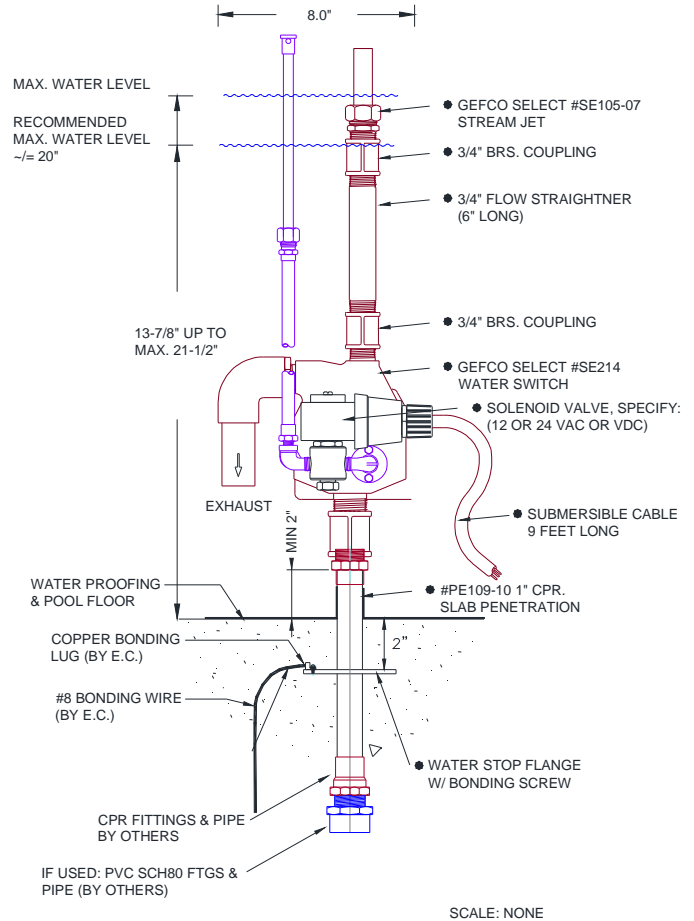 8.0"
MAX. WATER LEVEL
RECOMMENDED
MAX. WATER LEVEL
~/= 20"
GEFCO SELECT #SE105-07
STREAM JET
3/4" BRS. COUPLING
3/4" FLOW STRAIGHTNER
(6" LONG)
13-7/8" UP TO
MAX. 21-1/2"
3/4" BRS. COUPLING
GEFCO SELECT #SE214
WATER SWITCH
SOLENOID VALVE, SPECIFY:
(12 OR 24 VAC OR VDC)
EXHAUST
MIN 2"
SUBMERSIBLE CABLE
9 FEET LONG
WATER PROOFING
& POOL FLOOR
#PE109-10 1" CPR.
SLAB PENETRATION
COPPER BONDING
LUG (BY E.C.)
2"
#8 BONDING WIRE
(BY E.C.)
WATER STOP FLANGE
W/ BONDING SCREW
CPR FITTINGS & PIPE
BY OTHERS
IF USED: PVC SCH80 FTGS &
PIPE (BY OTHERS)
SCALE: NONE